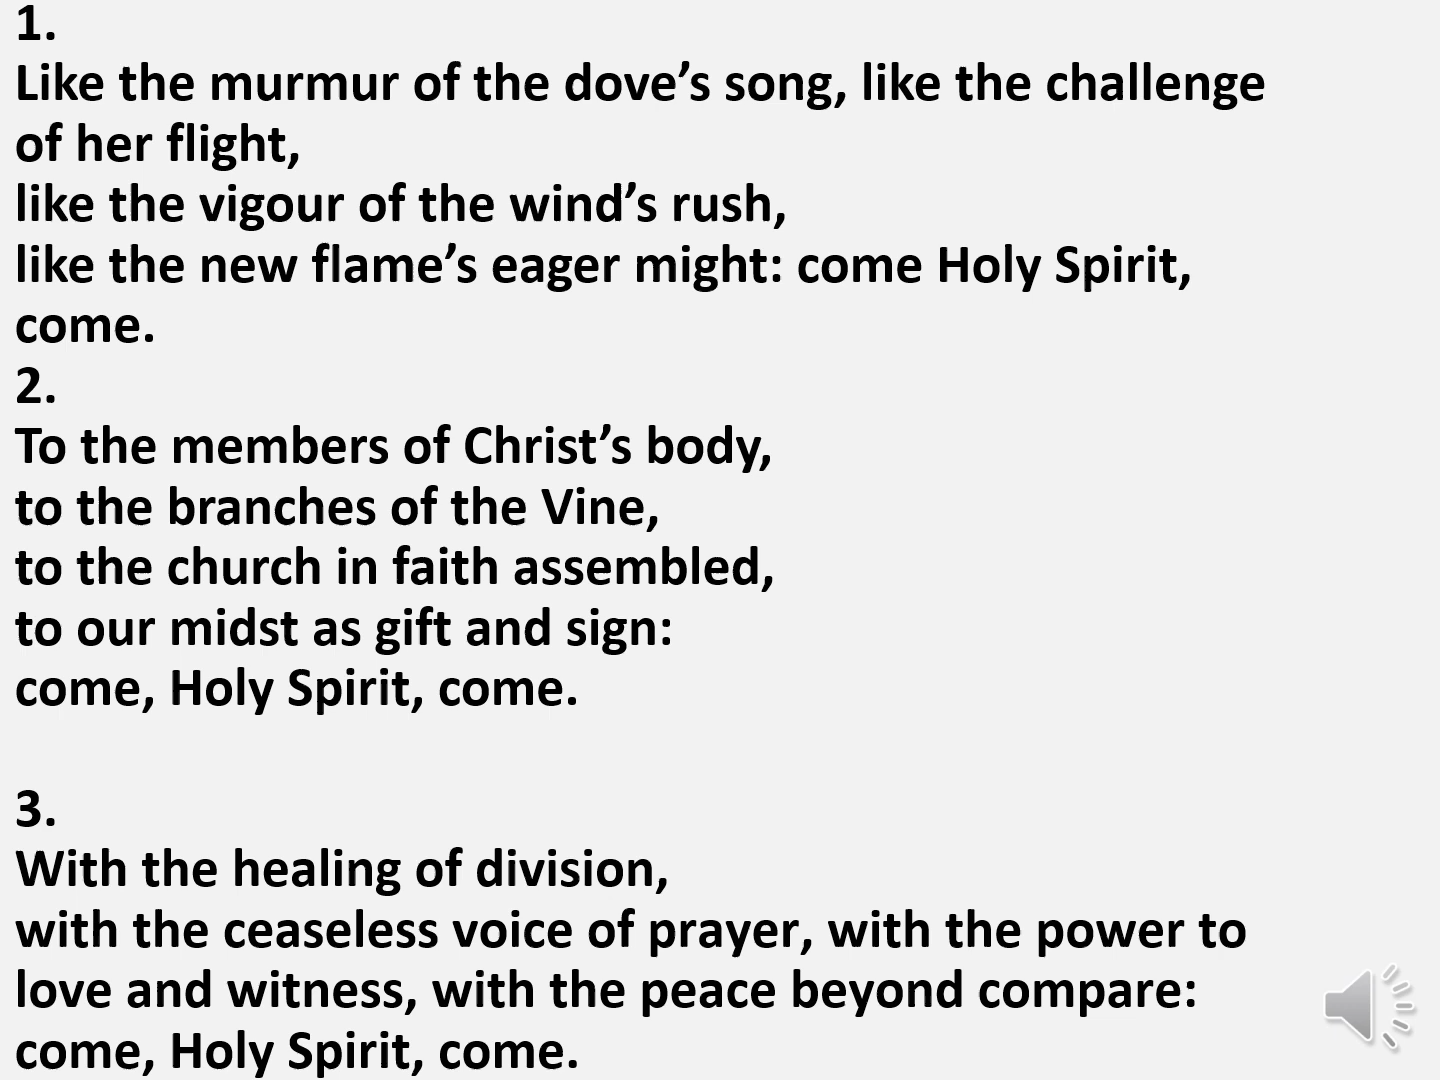 1.
Like the murmur of the dove’s song, like the challenge
of her flight,
like the vigour of the wind’s rush,
like the new flame’s eager might: come Holy Spirit,
come.
2.
To the members of Christ’s body,
to the branches of the Vine,
to the church in faith assembled,
to our midst as gift and sign:
come, Holy Spirit, come.
3.
With the healing of division,
with the ceaseless voice of prayer, with the power to
love and witness, with the peace beyond compare:
come, Holy Spirit, come.